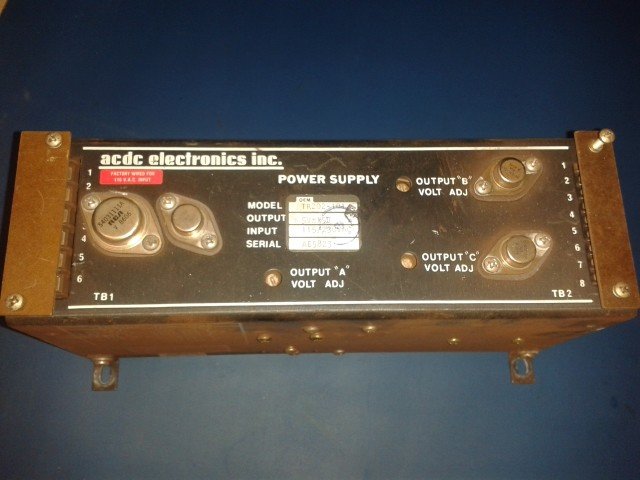 acdc electronics inc.
FACTORY WIRED FOR
115 V.A.C. INPUT
POWER SUPPLY
OEM
MODEL
OUTPUT
INPUT
SERIAL
OUTPUT "A"
VOLT ADJ
OUTPUT "B"
VOLT ADJ
OUTPUT "C"
VOLT ADJ
RCA
1
2
4
5
6
TB1
1
2
3
4
5
6
7
8
TB2